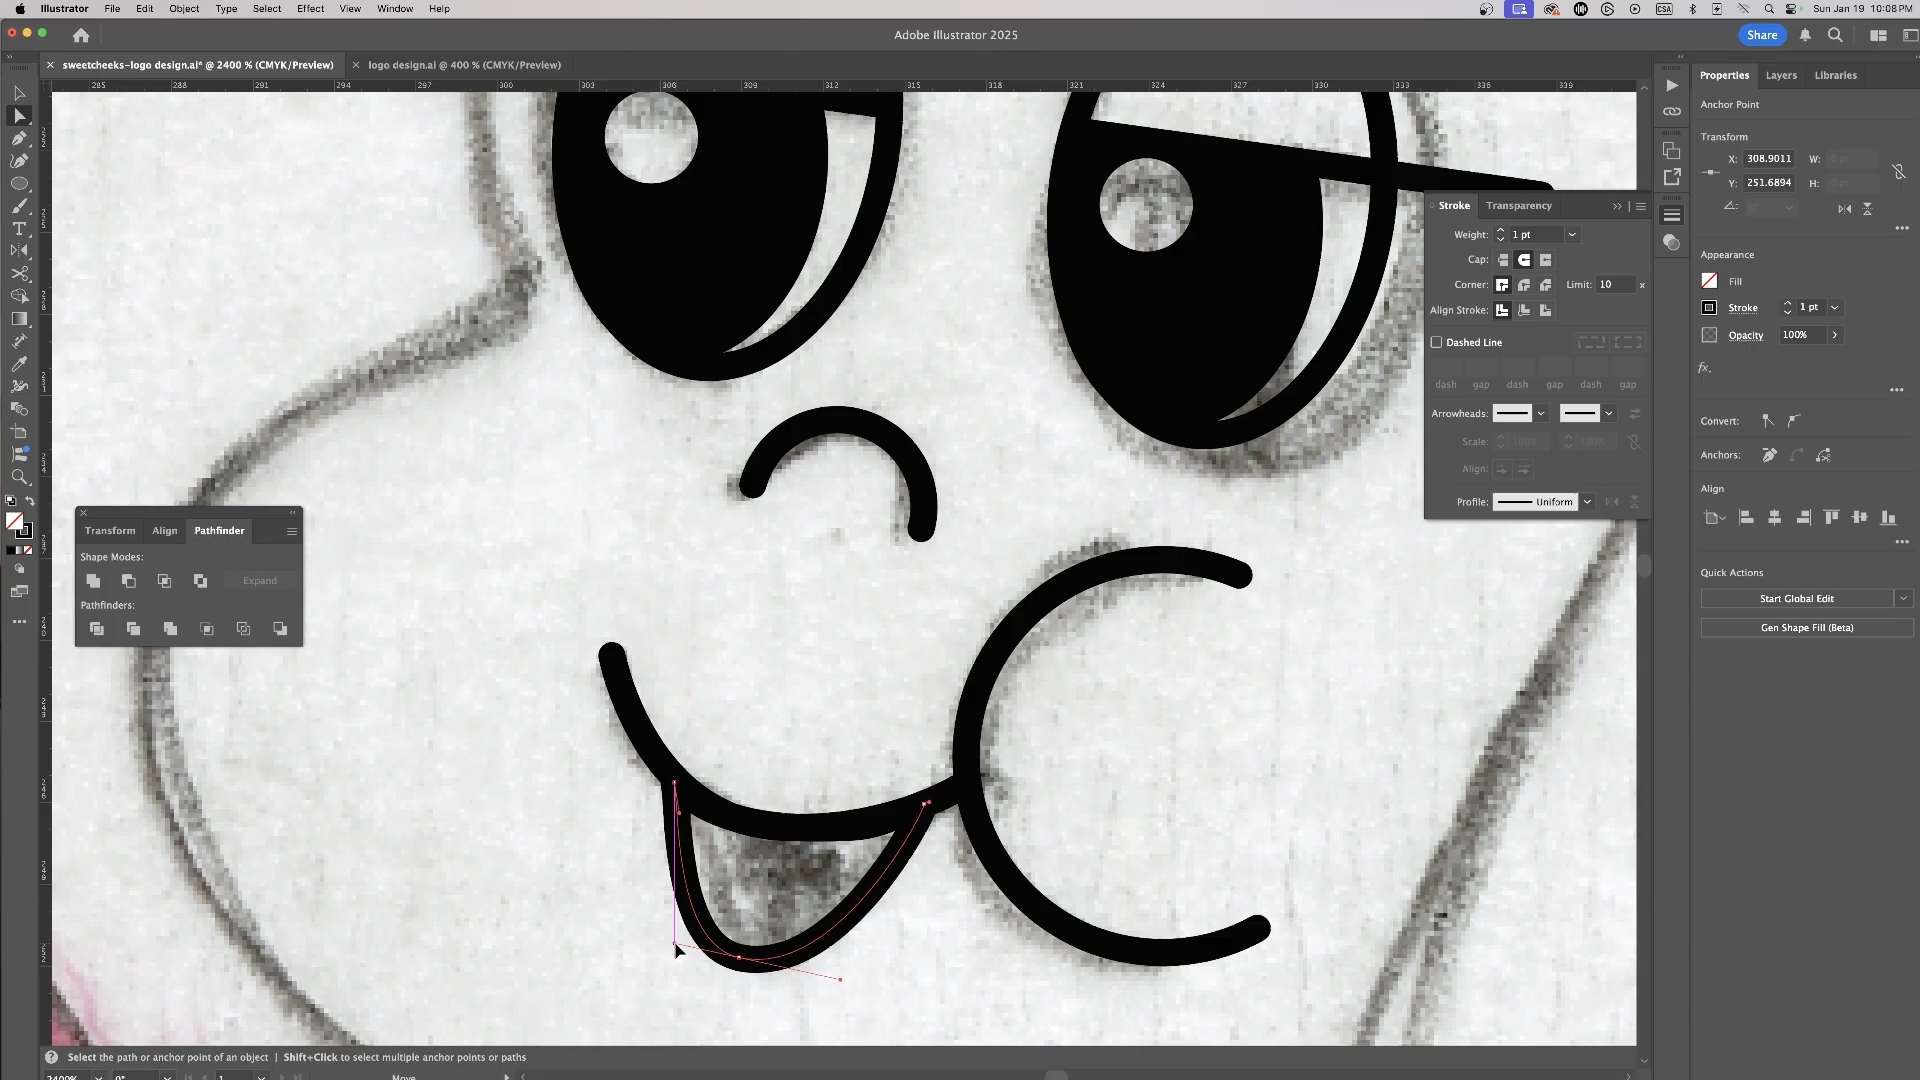 Illustrator File Edit Object Type Select Effect View Window Help
Sun Jan 19 10:08 PM
Adobe Illustrator 2025
Share
sweetcheeks-logo design.ai* @ 2400 % (CMYK/Preview)
logo design.ai @ 400 % (CMYK/Preview)
Properties Layers Libraries
285 288 291 294 297 300 303 306 309 312 315 318 321 324 327 330 333 336 339
Anchor Point
Transform
X: 308.9011 W: 0 pt
Y: 251.6894 H: 0 pt
Stroke Transparency
Weight: 1 pt
Cap:
Corner: Limit: 10 x
Align Stroke:
Dashed Line
dash gap dash gap dash gap
Arrowheads:
Scale: 100% 100%
Align:
Profile: Uniform
Appearance
Fill
Stroke 1 pt
Opacity 100%
fx.
Convert:
Anchors:
Align
Quick Actions
Start Global Edit
Gen Shape Fill (Beta)
Transform Align Pathfinder
Shape Modes:
Expand
Pathfinders:
Select the path or anchor point of an object | Shift+Click to select multiple anchor points or paths
2400% 0° 1 Move